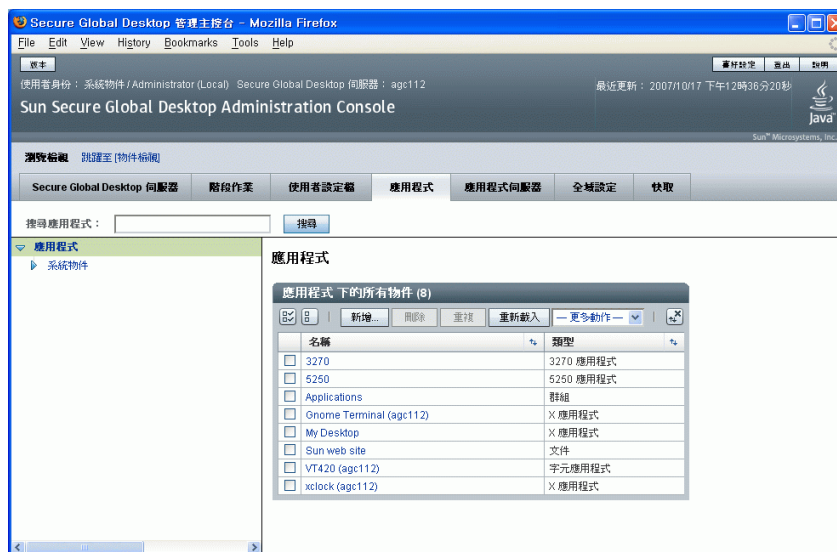 Secure Global Desktop 管理主控台 - Mozilla Firefox
File Edit View History Bookmarks Tools Help
版本 喜好設定 登出 說明
使用者身份： 系統物件 / Administrator (Local) Secure Global Desktop 伺服器： agc112 最近更新： 2007/10/17 下午12時36分20秒
Sun Secure Global Desktop Administration Console
Java
Sun™ Microsystems, Inc.
瀏覽檢視 跳躍至 [物件檢視]
Secure Global Desktop 伺服器 階段作業 使用者設定檔 應用程式 應用程式伺服器 全域設定 快取
搜尋應用程式： 搜尋
應用程式
系統物件
應用程式
應用程式 下的所有物件 (8)
新增... 刪除 重複 重新載入 — 更多動作 —
名稱 類型
3270 3270 應用程式
5250 5250 應用程式
Applications 群組
Gnome Terminal (agc112) X 應用程式
My Desktop X 應用程式
Sun web site 文件
VT420 (agc112) 字元應用程式
xclock (agc112) X 應用程式